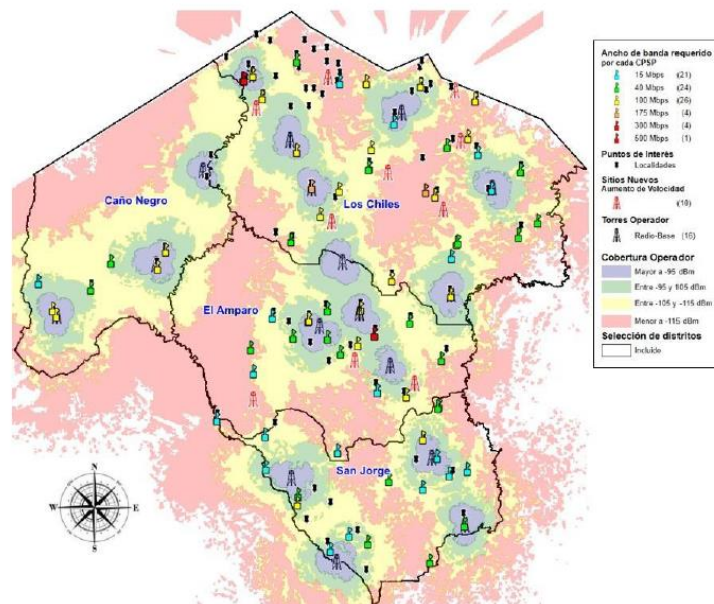 Caño Negro
Los Chiles
El Amparo
San Jorge
N
W
E
S
Ancho de banda requerido
por cada CPSP
15 Mbps (21)
40 Mbps (24)
100 Mbps (26)
175 Mbps (4)
300 Mbps (4)
500 Mbps (1)
Puntos de Interés
Localidades
Sitios Nuevos
Aumento de Velocidad
(10)
Torres Operador
Radio-Base (16)
Cobertura Operador
Mayor a -95 dBm
Entre -95 y 105 dBm
Entre -105 y -115 dBm
Menor a -115 dBm
Selección de distritos
Incluido